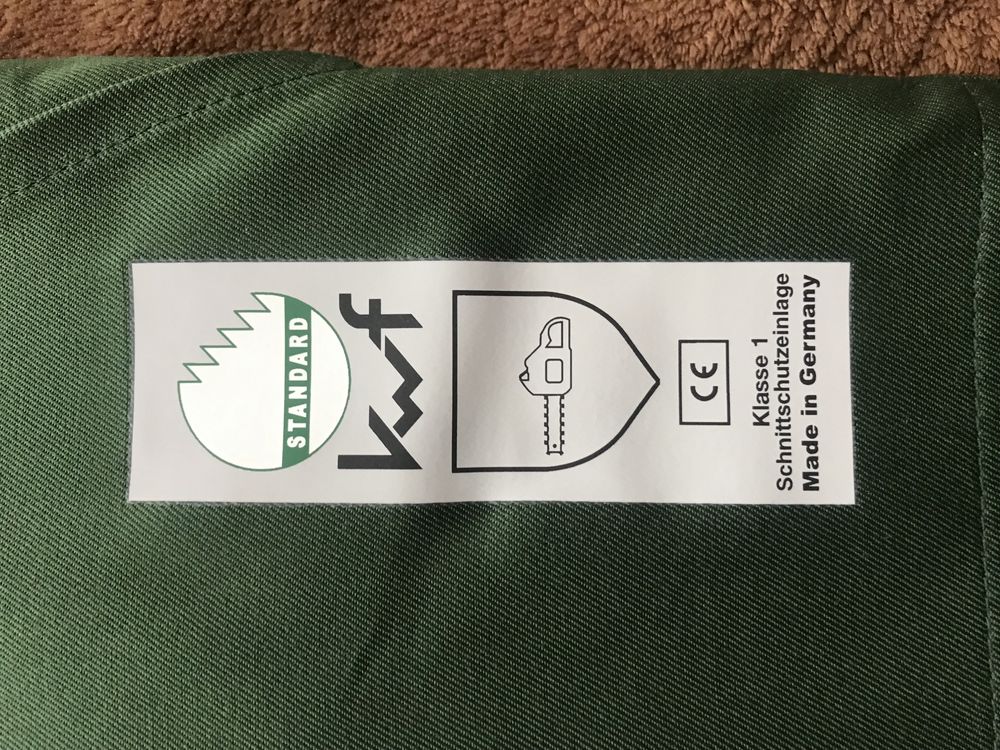 STANDARD
kwf
CE
Klasse 1
Schnittschutzeinlage
Made in Germany